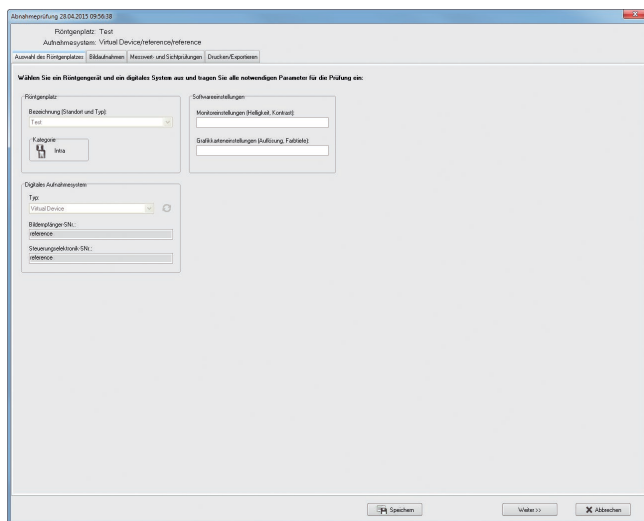 Abnahmeprüfung 28.04.2015 09:56:38
Röntgenplatz: Test
Aufnahmesystem: Virtual Device/reference/reference
Auswahl des Röntgenplatzes Bildaufnahmen Messwert- und Sichtprüfungen Drucken/Exportieren
Wählen Sie ein Röntgengerät und ein digitales System aus und tragen Sie alle notwendigen Parameter für die Prüfung ein:
Röntgenplatz
Bezeichnung (Standort und Typ):
Test
Kategorie
Intra
Softwareeinstellungen
Monitoreinstellungen (Helligkeit, Kontrast):
Grafikkarteneinstellungen (Auflösung, Farbtiefe):
Digitales Aufnahmesystem
Typ:
Virtual Device
Bildempfänger-SNr.:
reference
Steuerungselektronik-SNr.:
reference
Speichern Weiter >> Abbrechen